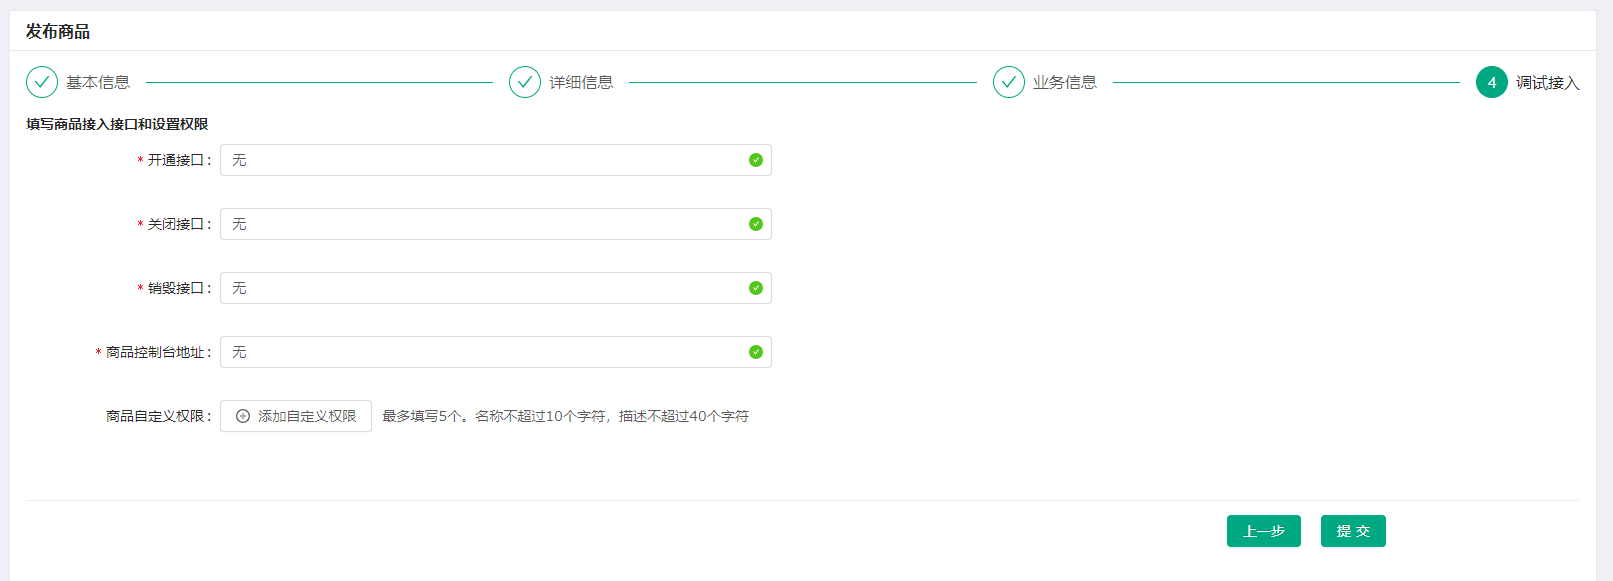 发布商品
基本信息 详细信息 业务信息 4 调试接入
填写商品接入接口和设置权限
* 开通接口: 无
* 关闭接口: 无
* 销毁接口: 无
* 商品控制台地址: 无
商品自定义权限: 添加自定义权限 最多填写5个。名称不超过10个字符，描述不超过40个字符
上一步 提 交